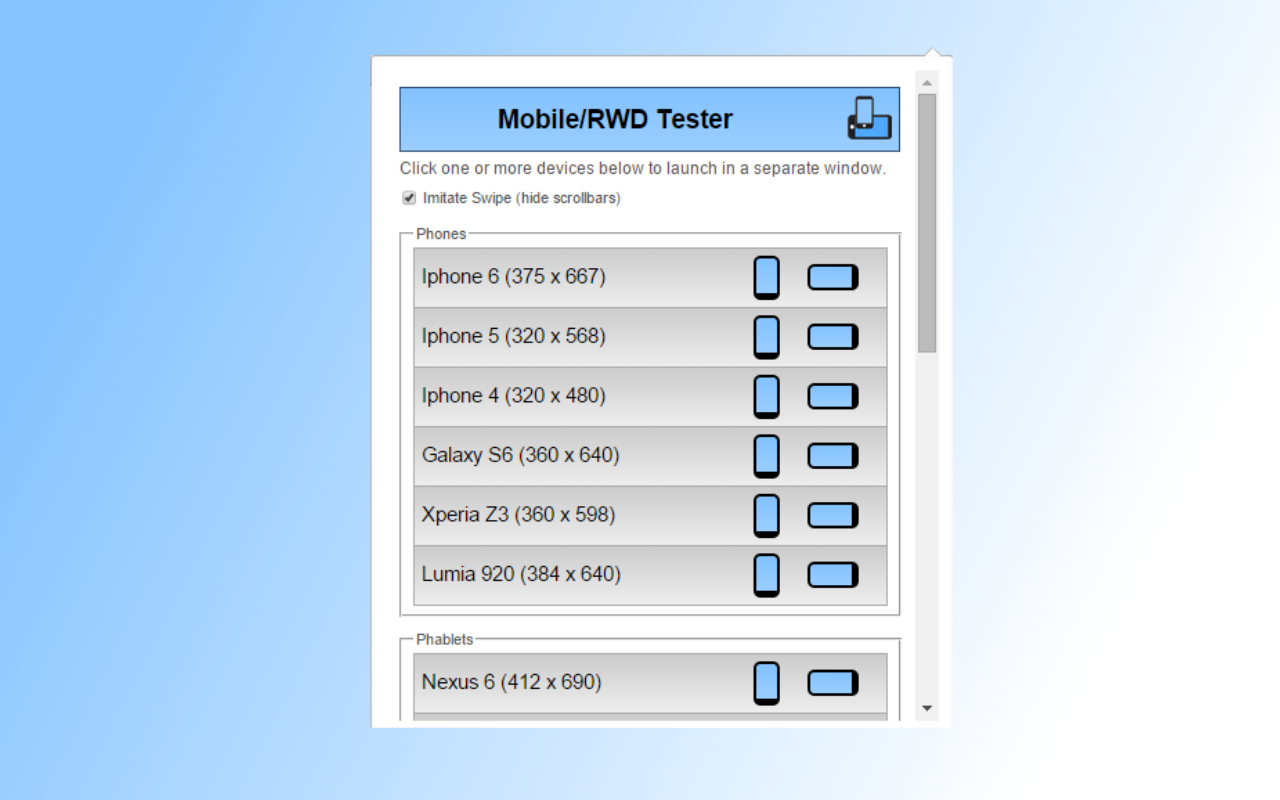 Mobile/RWD Tester
Click one or more devices below to launch in a separate window.
Imitate Swipe (hide scrollbars)
Phones
Iphone 6 (375 x 667)
Iphone 5 (320 x 568)
Iphone 4 (320 x 480)
Galaxy S6 (360 x 640)
Xperia Z3 (360 x 598)
Lumia 920 (384 x 640)
Phablets
Nexus 6 (412 x 690)